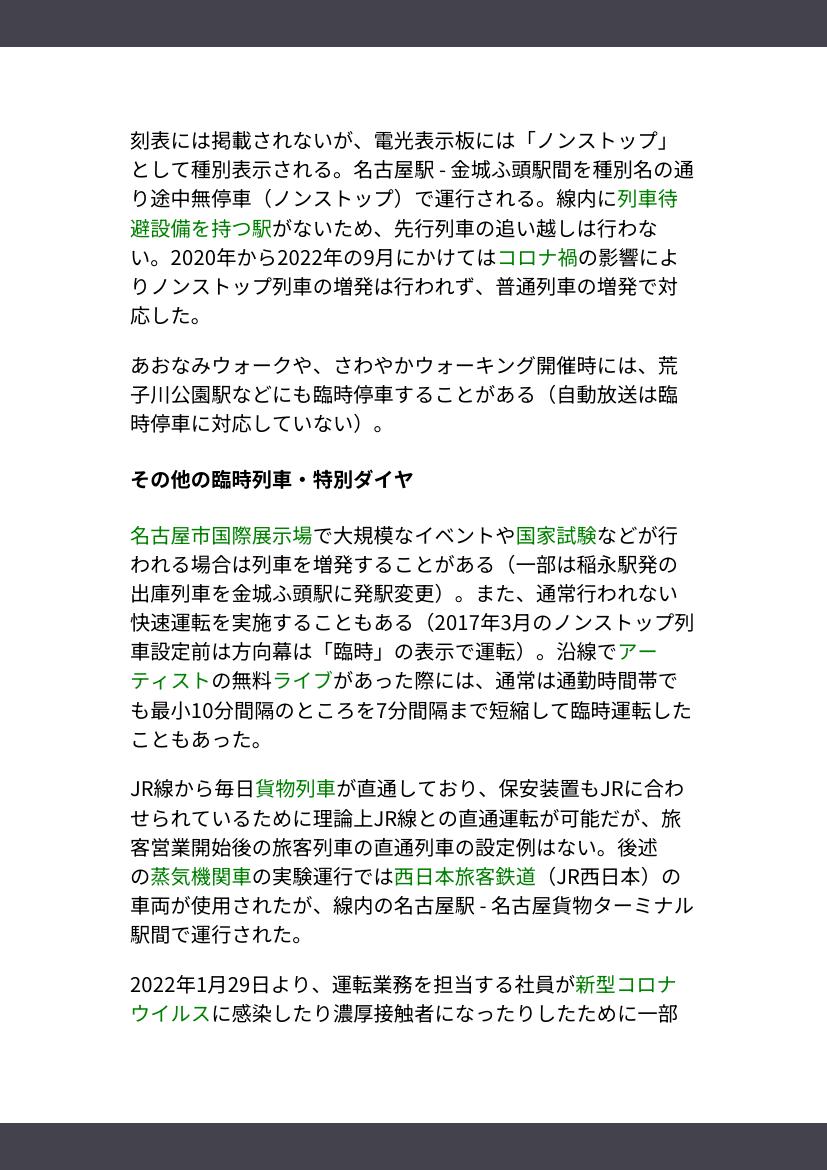 刻表には掲載されないが、電光表示板には「ノンストップ」
として種別表示される。名古屋駅 - 金城ふ頭駅間を種別名の通
り途中無停車（ノンストップ）で運行される。線内に列車待
避設備を持つ駅がないため、先行列車の追い越しは行わな
い。2020年から2022年の9月にかけてはコロナ禍の影響によ
りノンストップ列車の増発は行われず、普通列車の増発で対
応した。
あおなみウォークや、さわやかウォーキング開催時には、荒
子川公園駅などにも臨時停車することがある（自動放送は臨
時停車に対応していない）。
その他の臨時列車・特別ダイヤ
名古屋市国際展示場で大規模なイベントや国家試験などが行
われる場合は列車を増発することがある（一部は稲永駅発の
出庫列車を金城ふ頭駅に発駅変更）。また、通常行われない
快速運転を実施することもある（2017年3月のノンストップ列
車設定前は方向幕は「臨時」の表示で運転）。沿線でアー
ティストの無料ライブがあった際には、通常は通勤時間帯で
も最小10分間隔のところを7分間隔まで短縮して臨時運転した
こともあった。
JR線から毎日貨物列車が直通しており、保安装置もJRに合わ
せられているために理論上JR線との直通運転が可能だが、旅
客営業開始後の旅客列車の直通列車の設定例はない。後述
の蒸気機関車の実験運行では西日本旅客鉄道（JR西日本）の
車両が使用されたが、線内の名古屋駅 - 名古屋貨物ターミナル
駅間で運行された。
2022年1月29日より、運転業務を担当する社員が新型コロナ
ウイルスに感染したり濃厚接触者になったりしたために一部